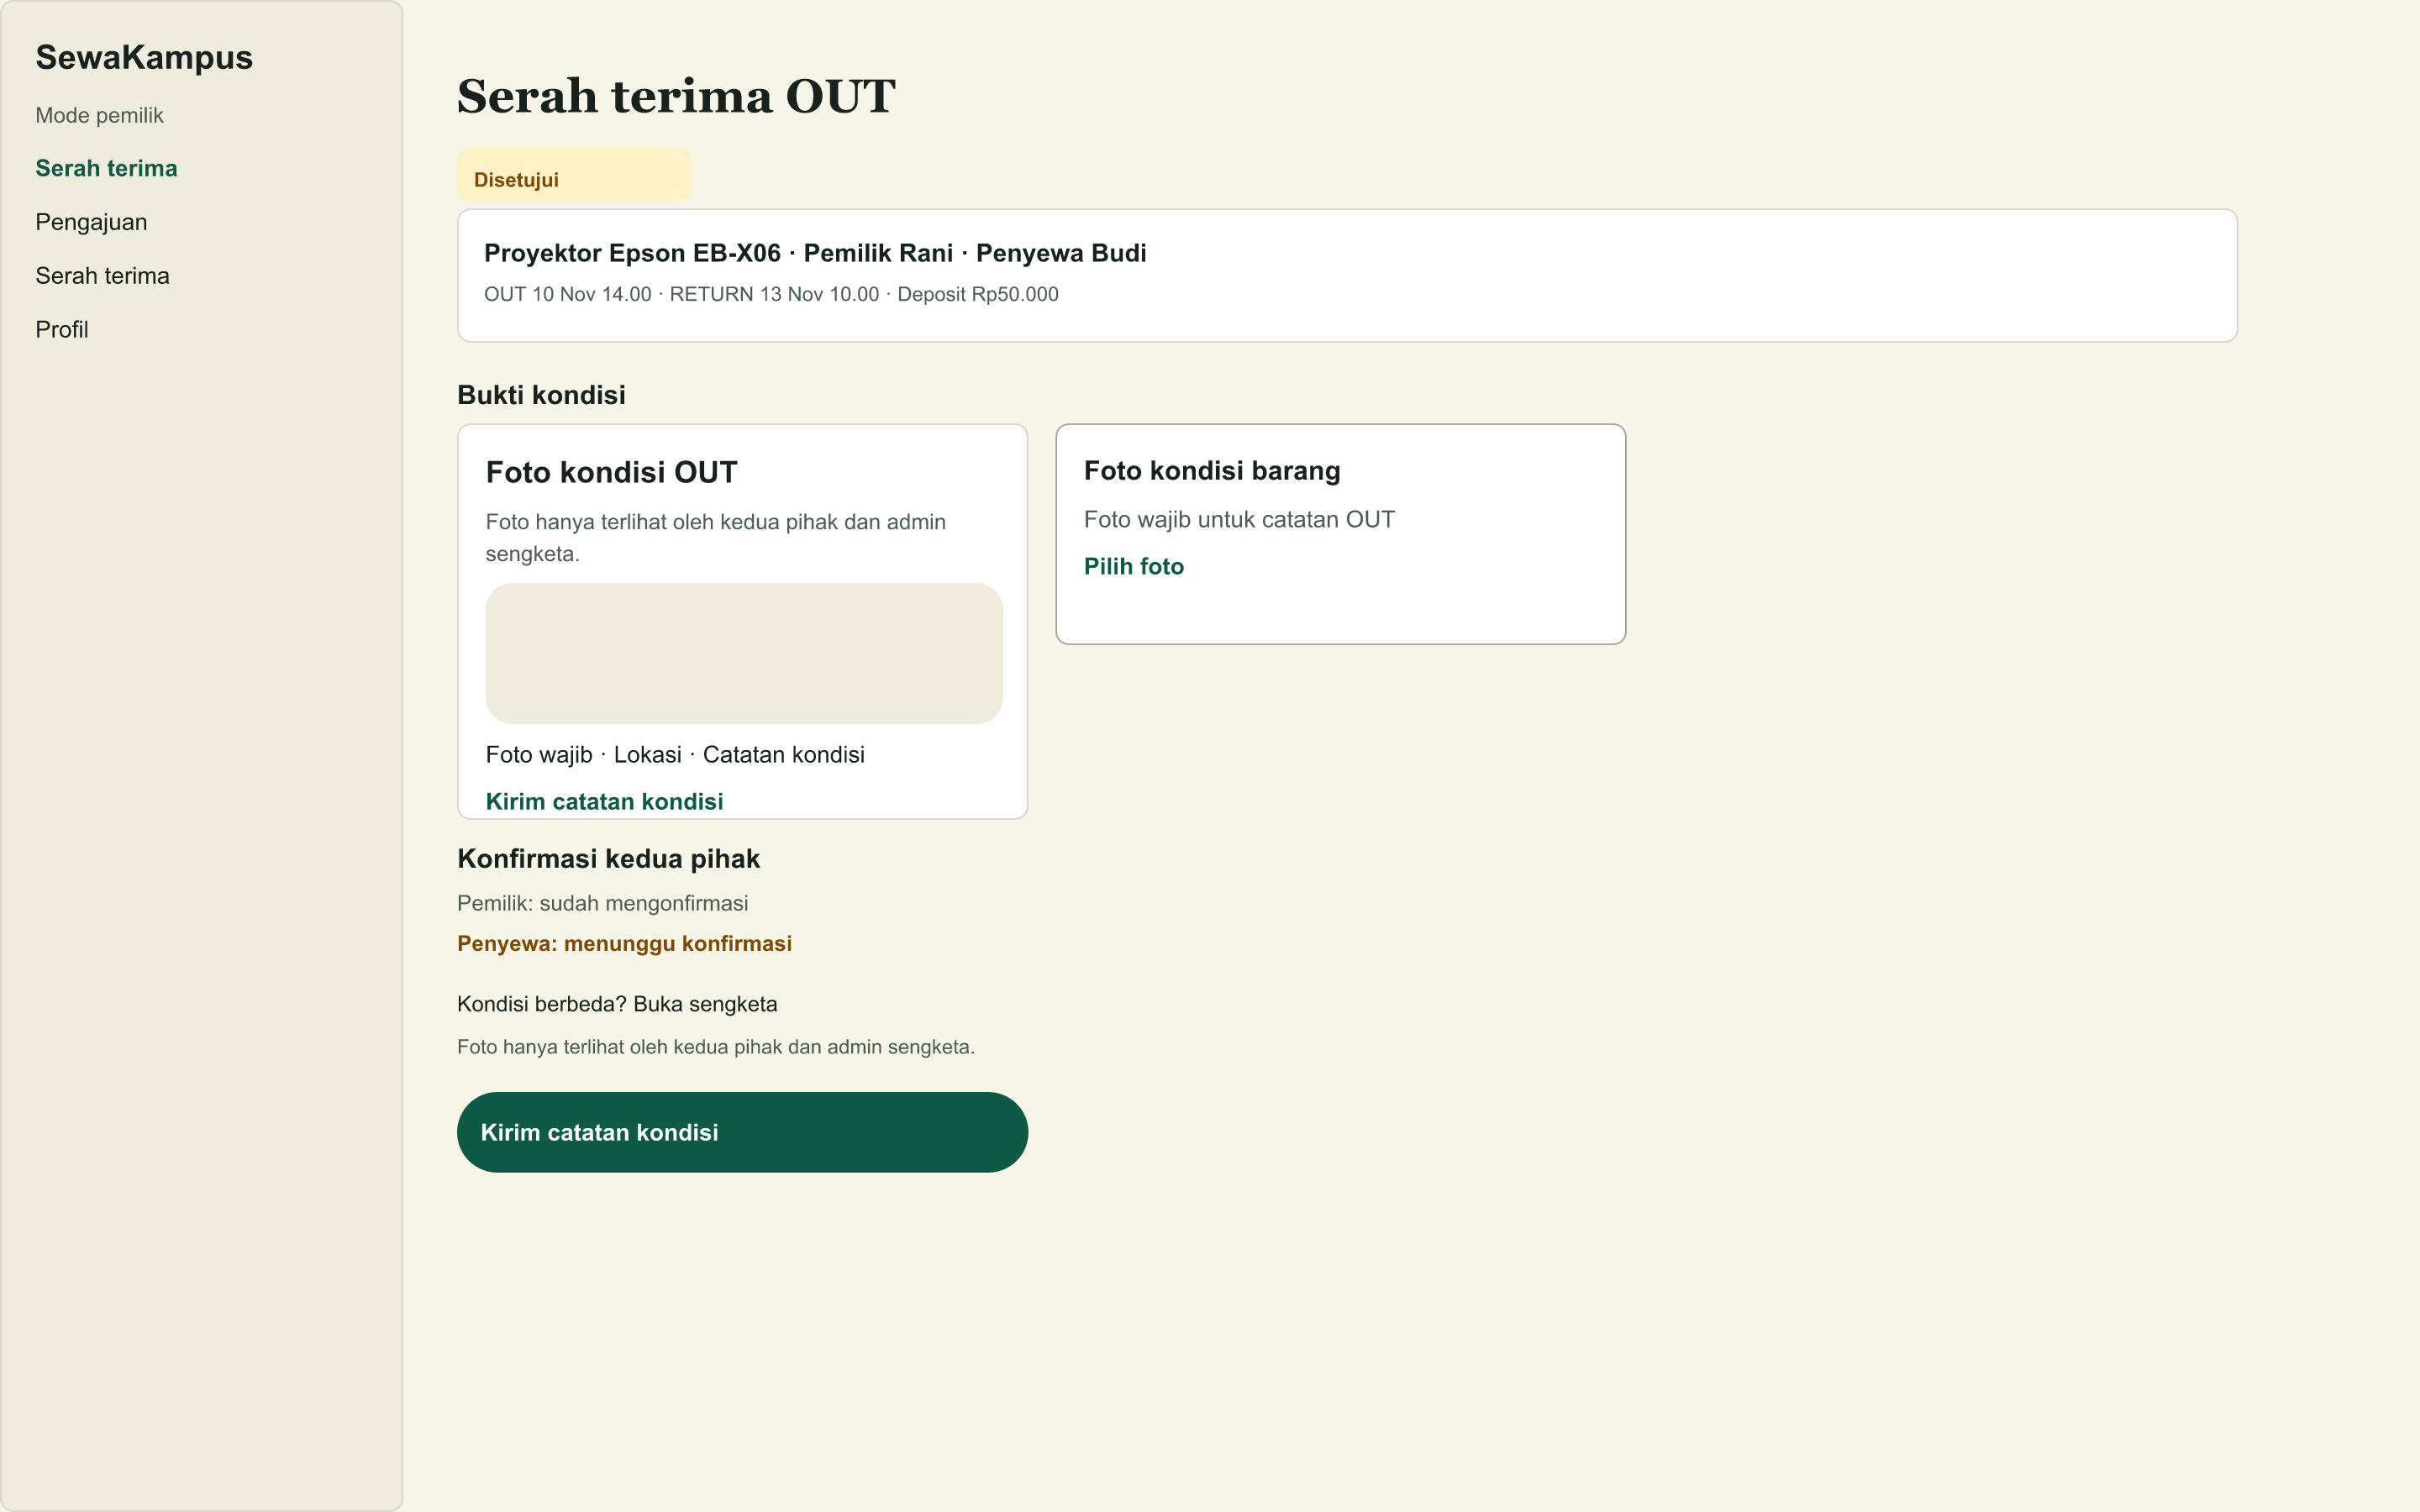 SewaKampus
Mode pemilik
Serah terima
Pengajuan
Serah terima
Profil
Serah terima OUT
Disetujui
Proyektor Epson EB-X06 · Pemilik Rani · Penyewa Budi
OUT 10 Nov 14.00 · RETURN 13 Nov 10.00 · Deposit Rp50.000
Bukti kondisi
Foto kondisi OUT
Foto hanya terlihat oleh kedua pihak dan admin
sengketa.
Foto wajib · Lokasi · Catatan kondisi
Kirim catatan kondisi
Foto kondisi barang
Foto wajib untuk catatan OUT
Pilih foto
Konfirmasi kedua pihak
Pemilik: sudah mengonfirmasi
Penyewa: menunggu konfirmasi
Kondisi berbeda? Buka sengketa
Foto hanya terlihat oleh kedua pihak dan admin sengketa.
Kirim catatan kondisi